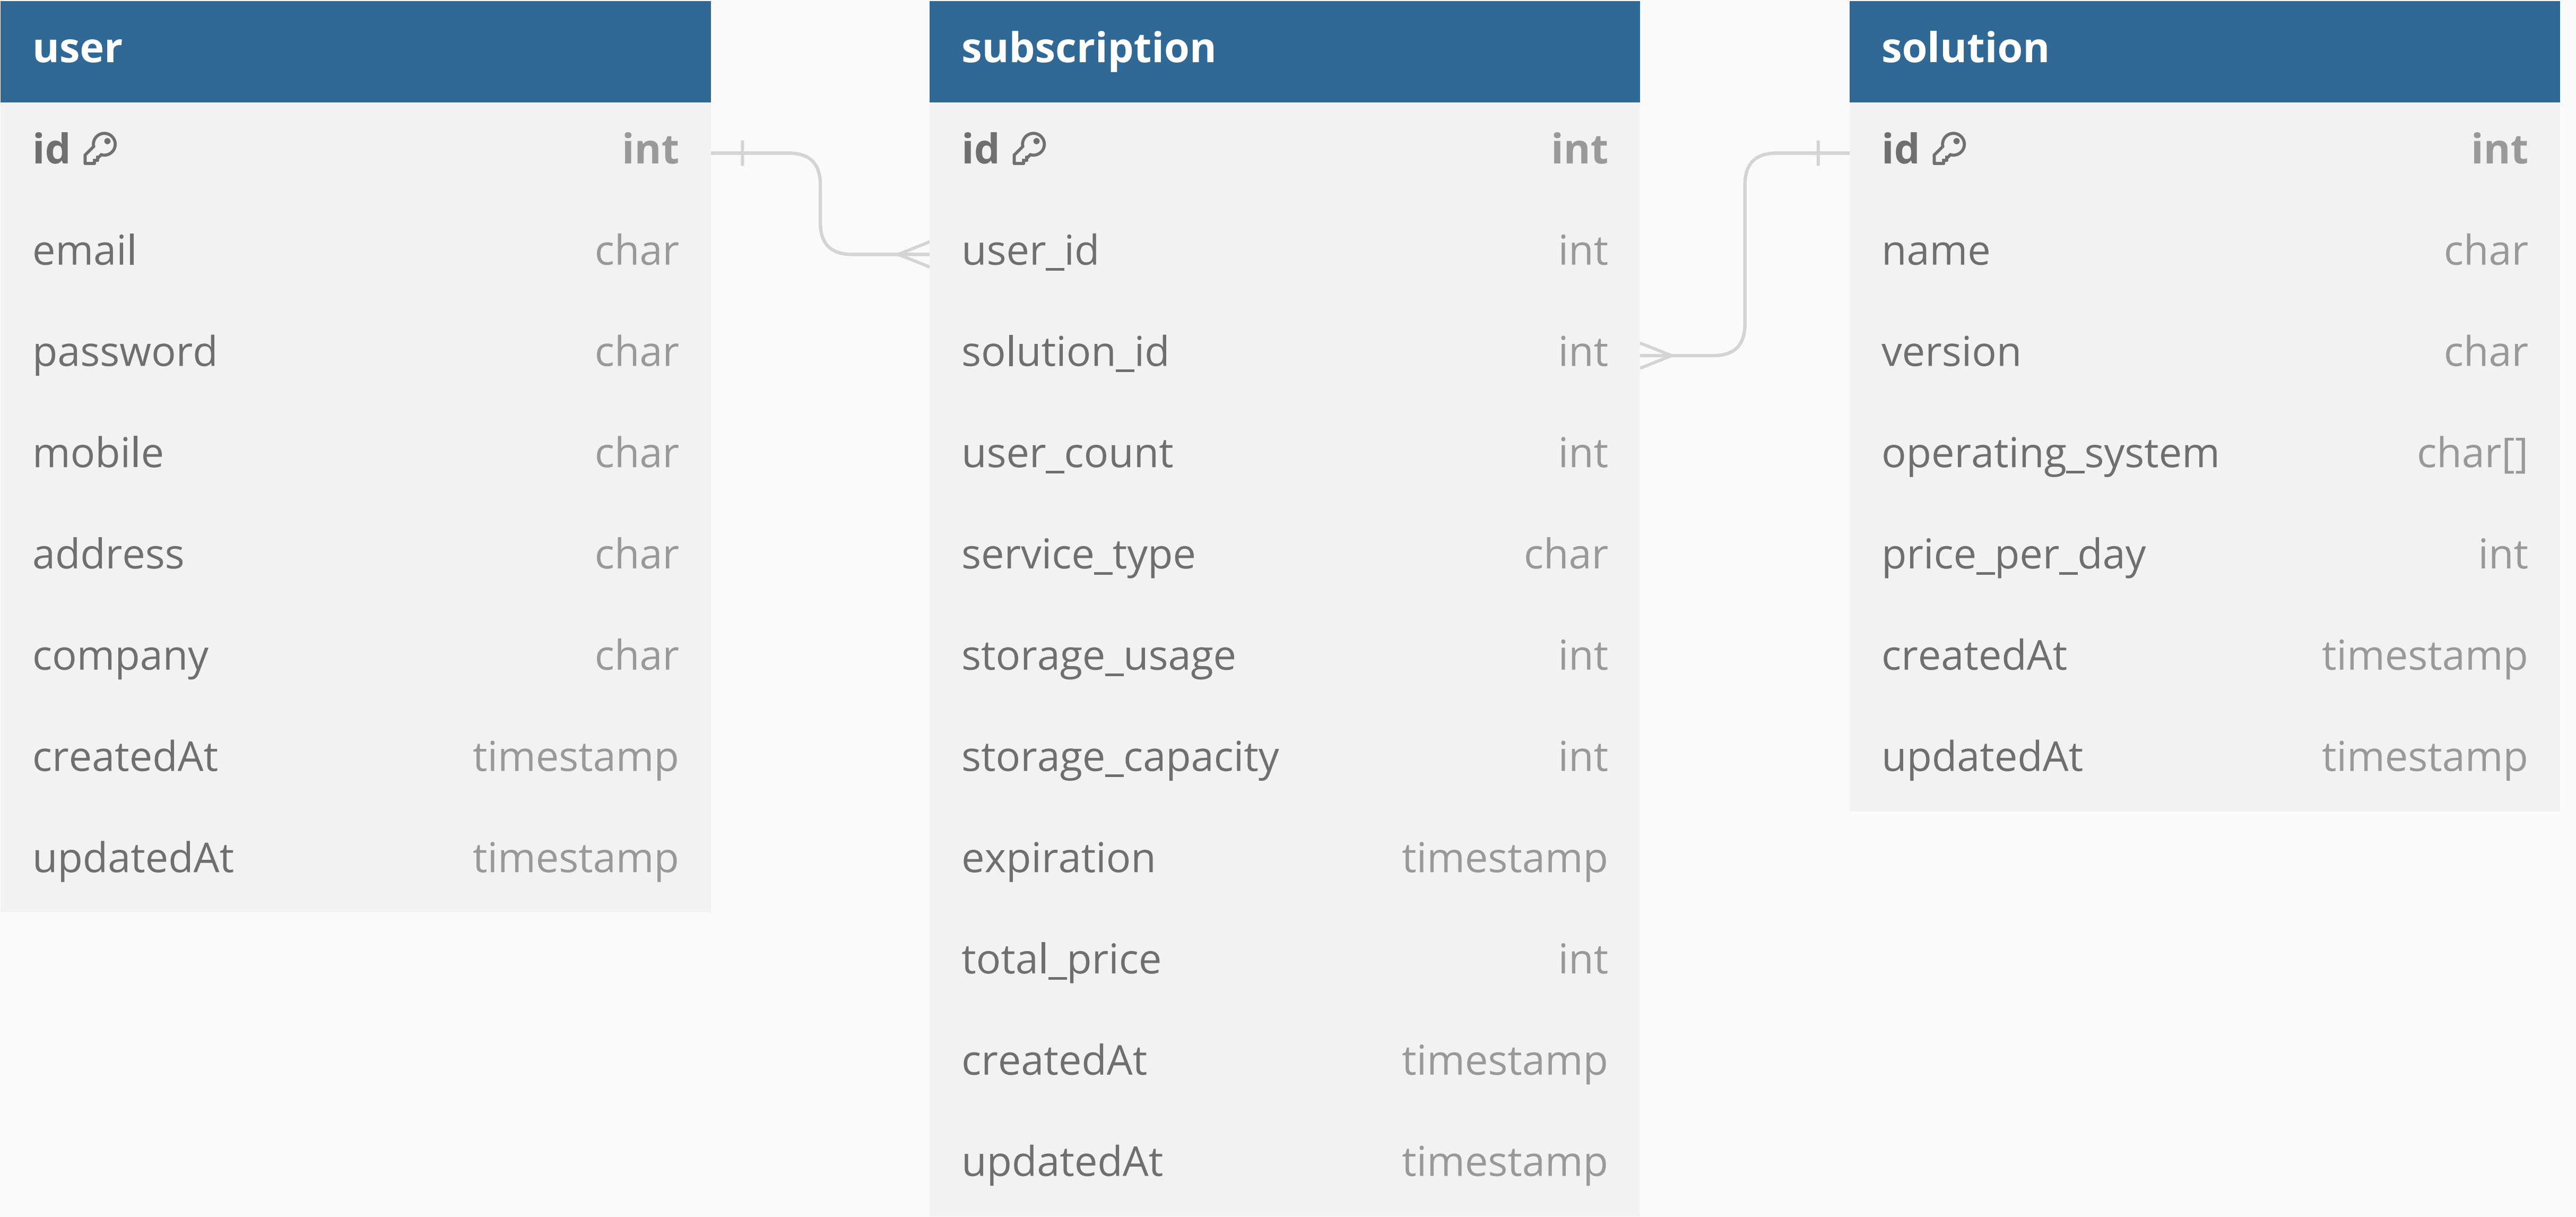 user
id int
email char
password char
mobile char
address char
company char
createdAt timestamp
updatedAt timestamp
subscription
id int
user_id int
solution_id int
user_count int
service_type char
storage_usage int
storage_capacity int
expiration timestamp
total_price int
createdAt timestamp
updatedAt timestamp
solution
id int
name char
version char
operating_system char[]
price_per_day int
createdAt timestamp
updatedAt timestamp